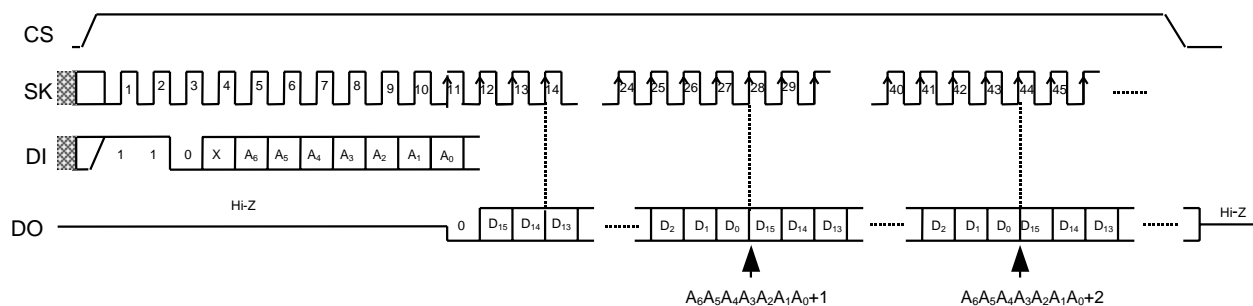 CS
SK 1 2 3 4 5 6 7 8 9 10 11 12 13 14 24 25 26 27 28 29 40 41 42 43 44 45
DI 1 1 0 X A₆ A₅ A₄ A₃ A₂ A₁ A₀
Hi-Z Hi-Z
DO 0 D₁₅ D₁₄ D₁₃ D₂ D₁ D₀ D₁₅ D₁₄ D₁₃ D₂ D₁ D₀ D₁₅ D₁₄ D₁₃
A₆A₅A₄A₃A₂A₁A₀+1 A₆A₅A₄A₃A₂A₁A₀+2